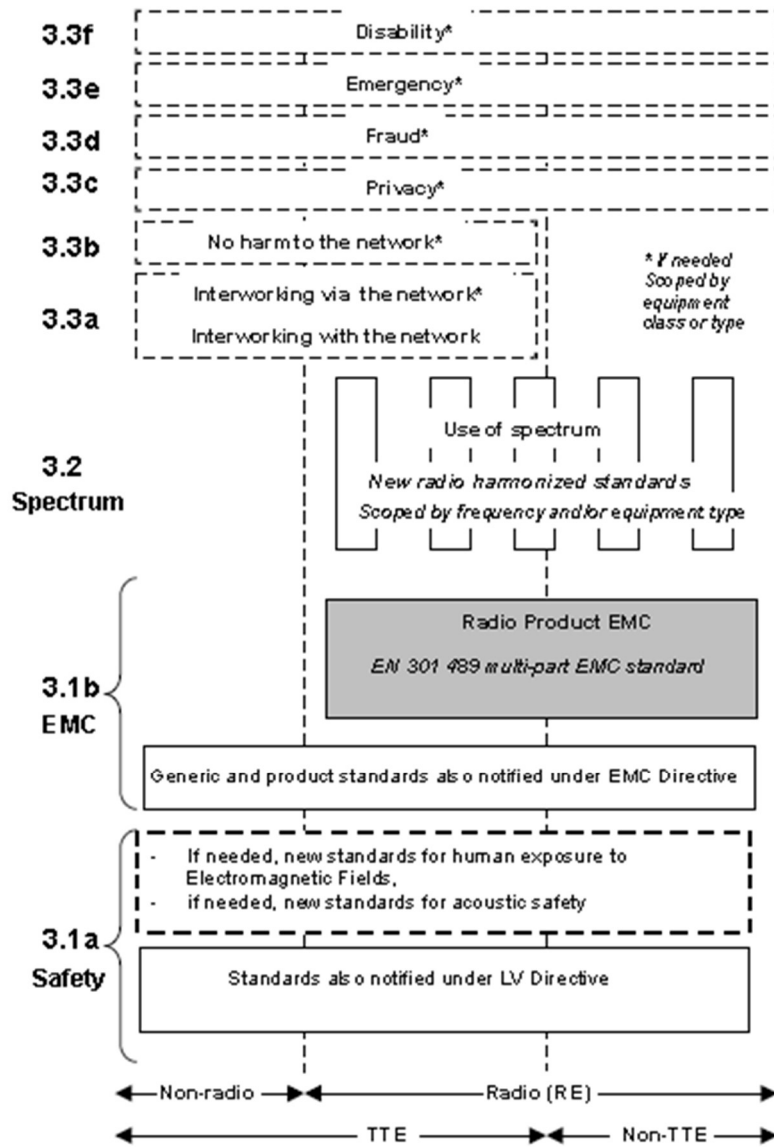 3.3f
Disability*
3.3e
Emergency*
3.3d
Fraud*
3.3c
Privacy*
3.3b
No harm to the network*
* If needed
Scoped by
equipment
class or type
3.3a
Interworking via the network*
Interworking with the network
3.2
Spectrum
Use of spectrum
New radio harmonized standards
Scoped by frequency and/or equipment type
3.1b
EMC
Radio Product EMC
EN 301 489 multi-part EMC standard
Generic and product standards also notified under EMC Directive
3.1a
Safety
- If needed, new standards for human exposure to
Electromagnetic Fields,
- if needed, new standards for acoustic safety
Standards also notified under LV Directive
Non-radio
Radio (RE)
TTE
Non-TTE